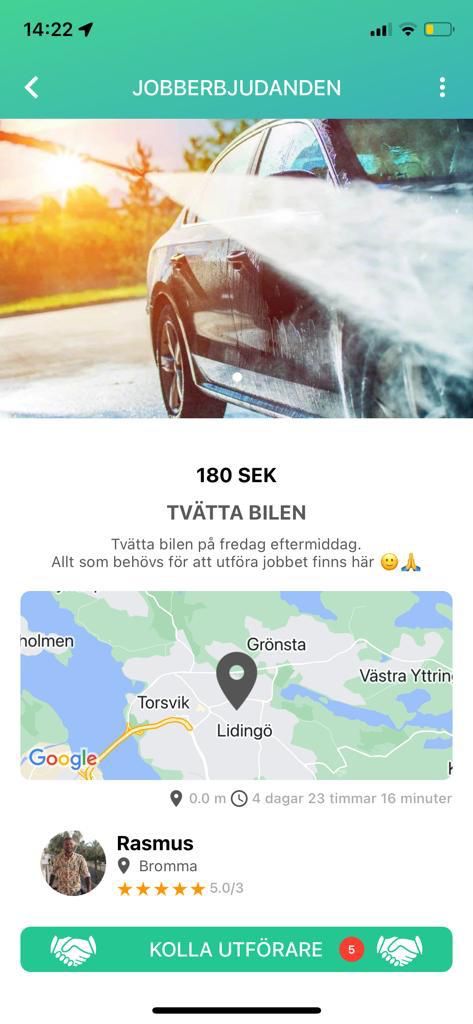 14:22
JOBBERBJUDANDEN
180 SEK
TVÄTTA BILEN
Tvätta bilen på fredag eftermiddag.
Allt som behövs för att utföra jobbet finns här 🙂🙏
holmen
Grönsta
Västra Yttrin
Torsvik
Lidingö
Google
0.0 m 4 dagar 23 timmar 16 minuter
Rasmus
Bromma
★★★★★ 5.0/3
KOLLA UTFÖRARE 5